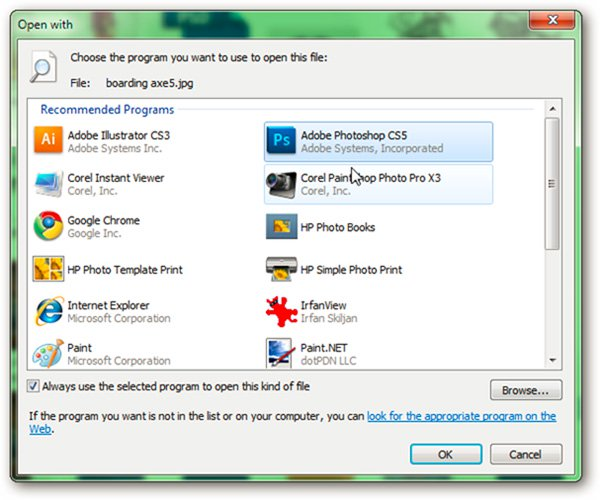 Open with
Choose the program you want to use to open this file:
File: boarding axe5.jpg
Recommended Programs
Ai
Adobe Illustrator CS3
Adobe Systems Inc.
Ps
Adobe Photoshop CS5
Adobe Systems, Incorporated
Corel Instant Viewer
Corel, Inc.
Corel PaintShop Photo Pro X3
Corel, Inc.
Google Chrome
Google Inc.
HP Photo Books
HP Photo Template Print
HP Simple Photo Print
Internet Explorer
Microsoft Corporation
IrfanView
Irfan Skiljan
Paint
Microsoft Corporation
Paint.NET
dotPDN LLC
Always use the selected program to open this kind of file
Browse...
If the program you want is not in the list or on your computer, you can look for the appropriate program on the
Web.
OK
Cancel